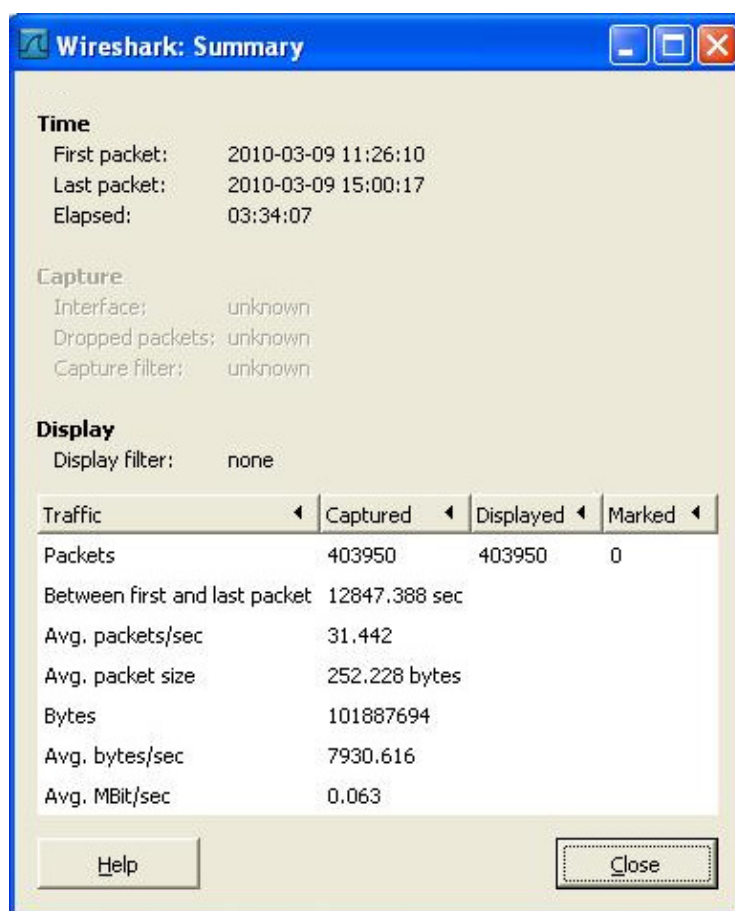 Wireshark: Summary
Time
First packet: 2010-03-09 11:26:10
Last packet: 2010-03-09 15:00:17
Elapsed: 03:34:07
Capture
Interface: unknown
Dropped packets: unknown
Capture filter: unknown
Display
Display filter: none
Traffic Captured Displayed Marked
Packets 403950 403950 0
Between first and last packet 12847.388 sec
Avg. packets/sec 31.442
Avg. packet size 252.228 bytes
Bytes 101887694
Avg. bytes/sec 7930.616
Avg. MBit/sec 0.063
Help Close